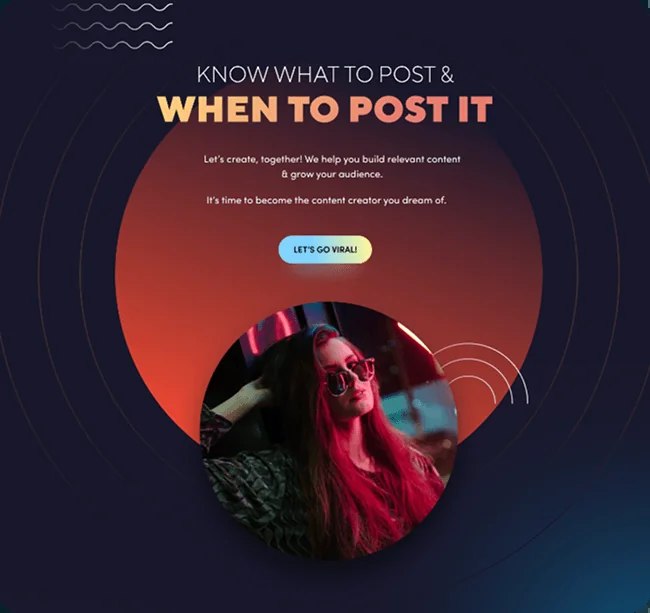 KNOW WHAT TO POST &
WHEN TO POST IT
Let's create, together! We help you build relevant content
& grow your audience.
It's time to become the content creator you dream of.
LET'S GO VIRAL!